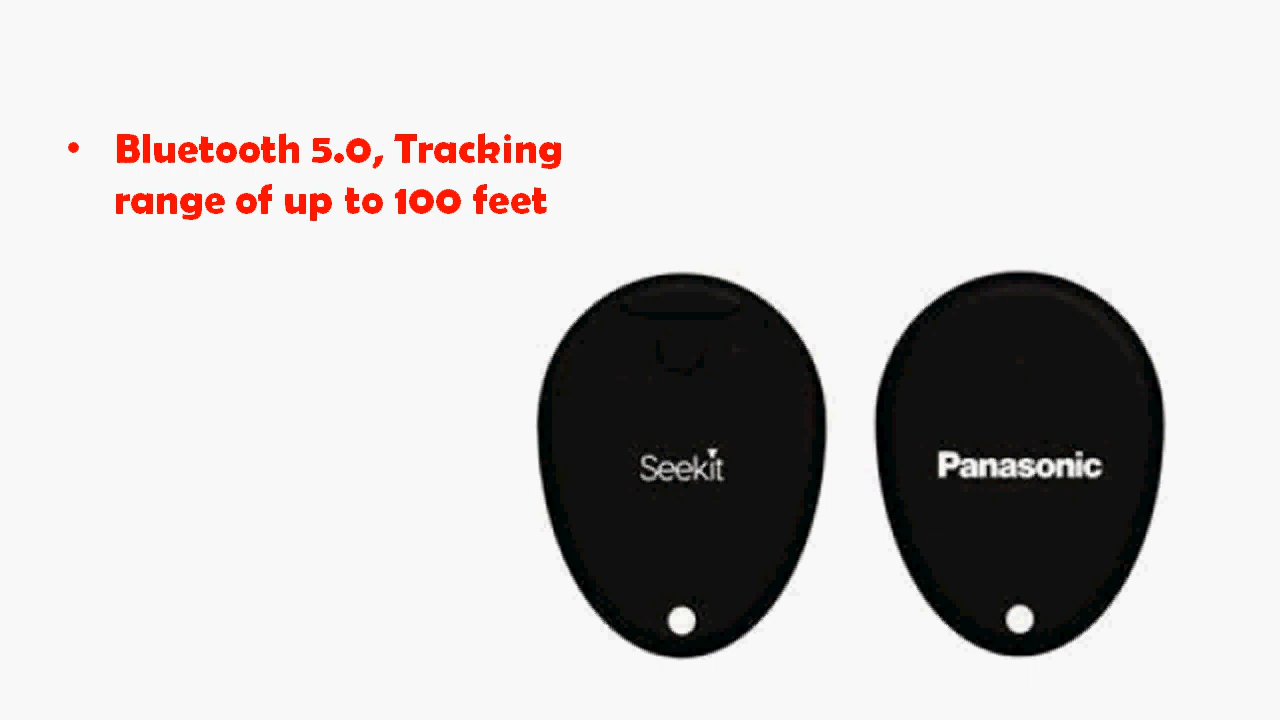 • Bluetooth 5.0, Tracking
range of up to 100 feet
Seekit
Panasonic